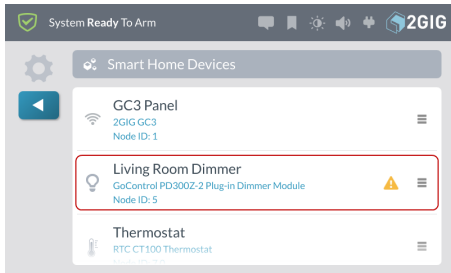 System Ready To Arm
2GIG
Smart Home Devices
GC3 Panel
2GIG GC3
Node ID: 1
Living Room Dimmer
GoControl PD300Z-2 Plug-in Dimmer Module
Node ID: 5
Thermostat
RTC CT100 Thermostat